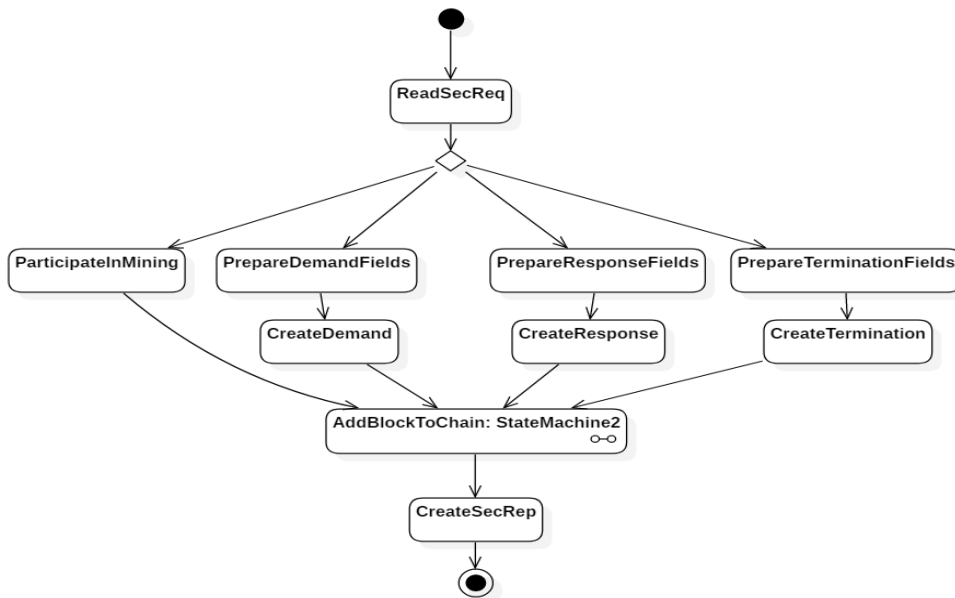 ReadSecReq
ParticipateInMining
PrepareDemandFields
PrepareResponseFields
PrepareTerminationFields
CreateDemand
CreateResponse
CreateTermination
AddBlockToChain: StateMachine2
CreateSecRep